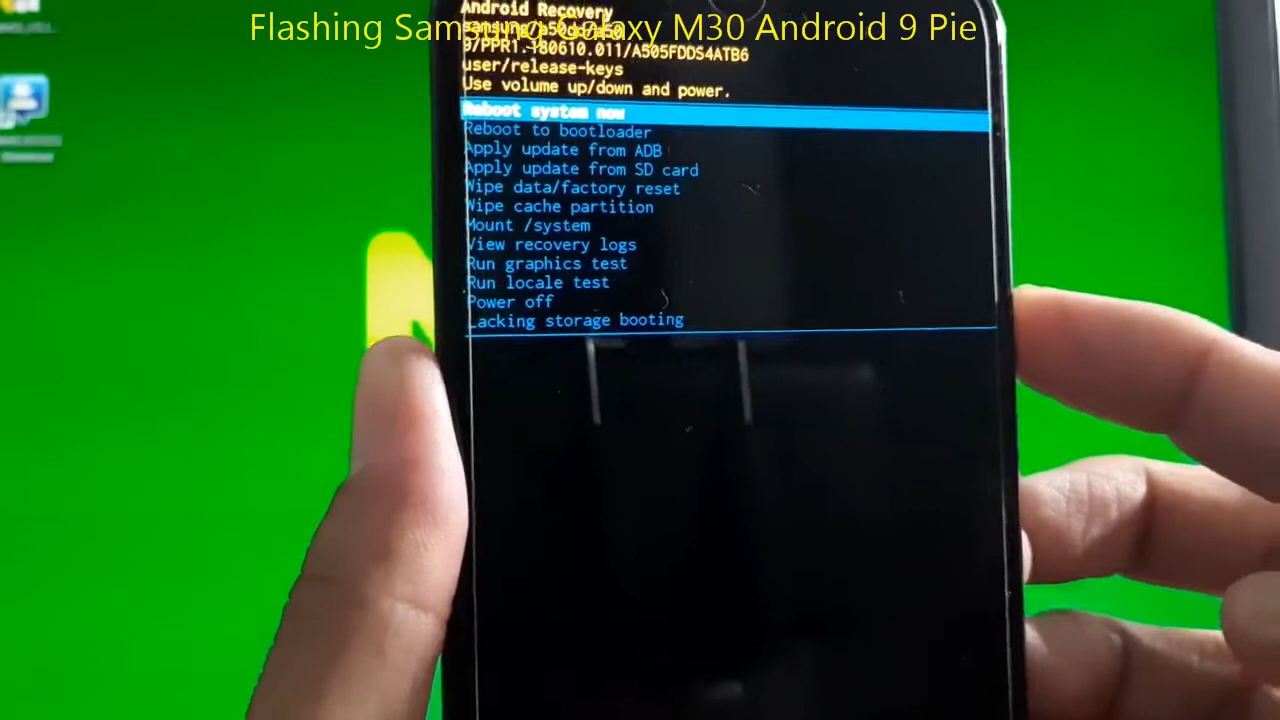 Android Recovery
Flashing Samsung Galaxy M30 Android 9 Pie
samsung/a50dd/a50
9/PPR1.180610.011/A505FDDS4ATB6
user/release-keys
Use volume up/down and power.
Reboot system now
Reboot to bootloader
Apply update from ADB
Apply update from SD card
Wipe data/factory reset
Wipe cache partition
Mount /system
View recovery logs
Run graphics test
Run locale test
Power off
Lacking storage booting